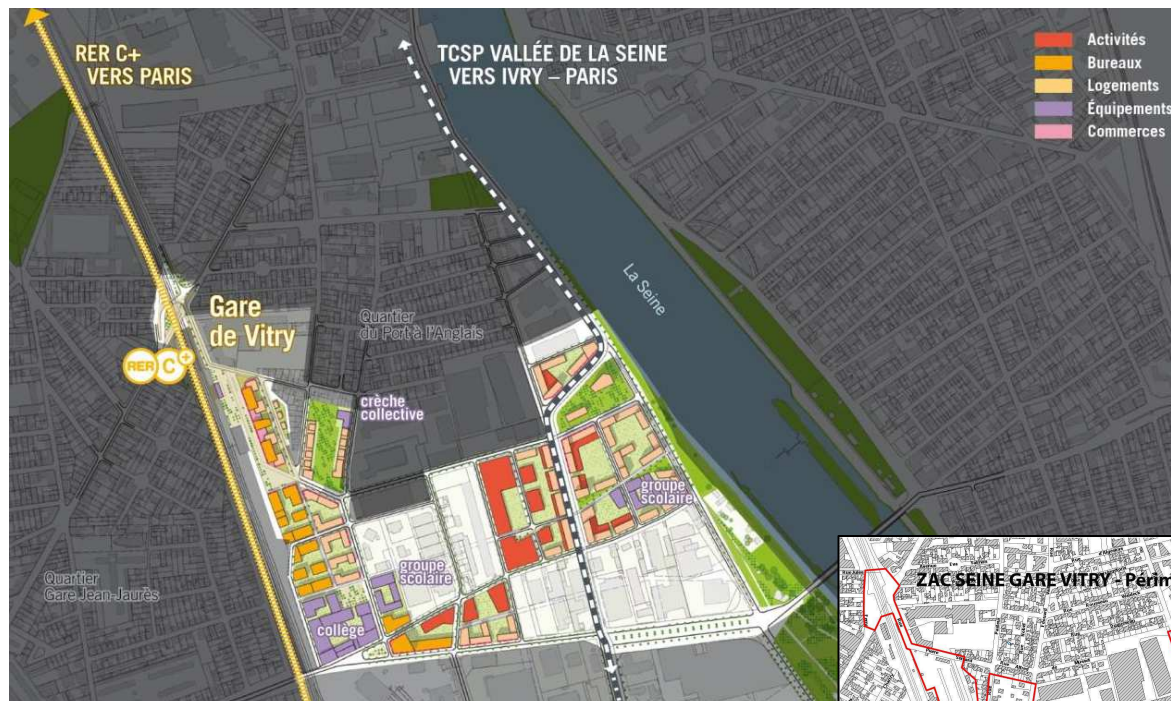 RER C+
VERS PARIS
TCSP VALLÉE DE LA SEINE
VERS IVRY – PARIS
Activités
Bureaux
Logements
Équipements
Commerces
La Seine
Gare
de Vitry
Quartier
du Port à l'Anglais
RER C+
crèche
collective
groupe
scolaire
groupe
scolaire
Quartier
Gare Jean-Jaurès
collège
ZAC SEINE GARE VITRY - Périm